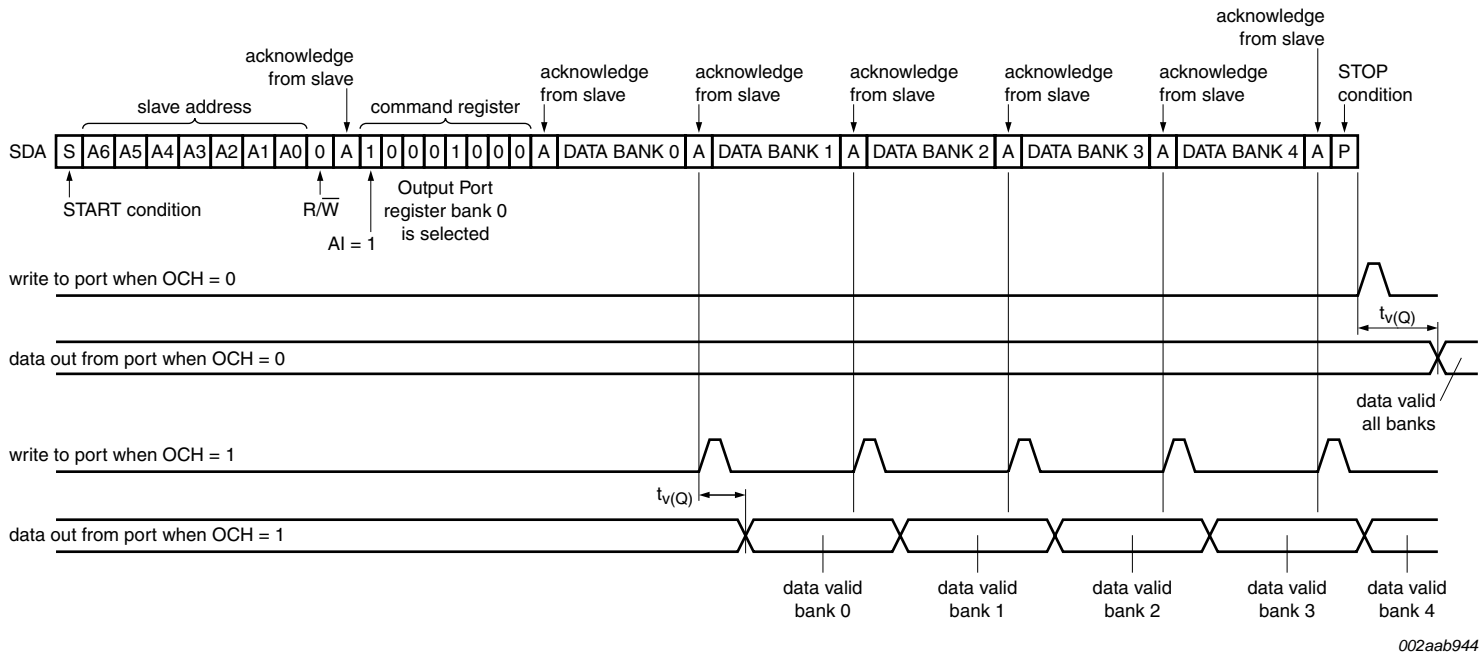 acknowledge
from slave
acknowledge
from slave
acknowledge
from slave
acknowledge
from slave
acknowledge
from slave
acknowledge
from slave
acknowledge
from slave
STOP
condition
slave address
command register
SDA S A6 A5 A4 A3 A2 A1 A0 0 A 1 0 0 0 1 0 0 0 A DATA BANK 0 A DATA BANK 1 A DATA BANK 2 A DATA BANK 3 A DATA BANK 4 A P
START condition
R/W̅
AI = 1
Output Port
register bank 0
is selected
write to port when OCH = 0
tv(Q)
data out from port when OCH = 0
data valid
all banks
write to port when OCH = 1
tv(Q)
data out from port when OCH = 1
data valid
bank 0
data valid
bank 1
data valid
bank 2
data valid
bank 3
data valid
bank 4
002aab944